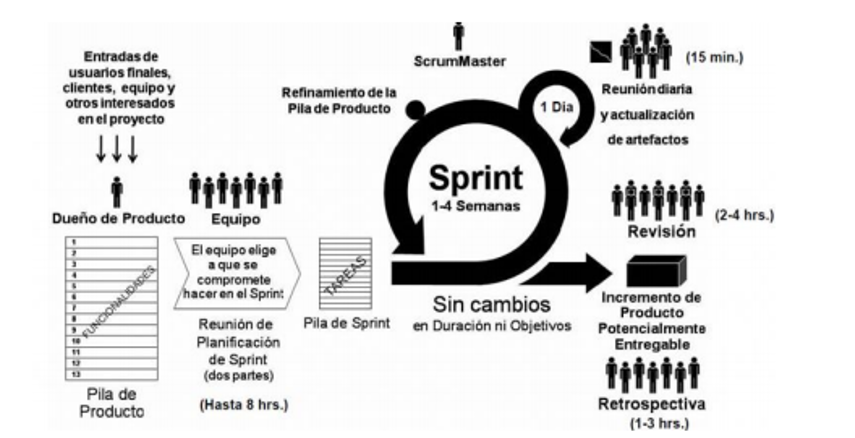 Entradas de
usuarios finales,
clientes, equipo y
otros interesados
en el proyecto
Dueño de Producto
1
2
3
4
5
6
7
8
9
10
11
12
13
FUNCIONALIDADES
Pila de
Producto
Equipo
El equipo elige
a que se
compromete
hacer en el Sprint
Reunión de
Planificación
de Sprint
(dos partes)
(Hasta 8 hrs.)
TAREAS
Pila de Sprint
Refinamiento de la
Pila de Producto
ScrumMaster
1 Día
Sprint
1-4 Semanas
Sin cambios
en Duración ni Objetivos
(15 min.)
Reunión diaria
y actualización
de artefactos
Revisión
(2-4 hrs.)
Incremento de
Producto
Potencialmente
Entregable
Retrospectiva
(1-3 hrs.)